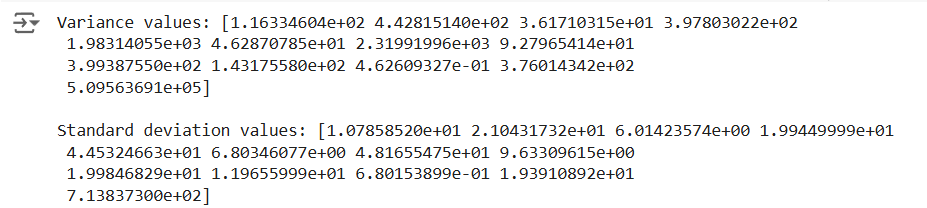 Variance values: [1.16334604e+02 4.42815140e+02 3.61710315e+01 3.97803022e+02
1.98314055e+03 4.62870785e+01 2.31991996e+03 9.27965414e+01
3.99387550e+02 1.43175580e+02 4.62609327e-01 3.76014342e+02
5.09563691e+05]
Standard deviation values: [1.07858520e+01 2.10431732e+01 6.01423574e+00 1.99449999e+01
4.45324663e+01 6.80346077e+00 4.81655475e+01 9.63309615e+00
1.99846829e+01 1.19655999e+01 6.80153899e-01 1.93910892e+01
7.13837300e+02]